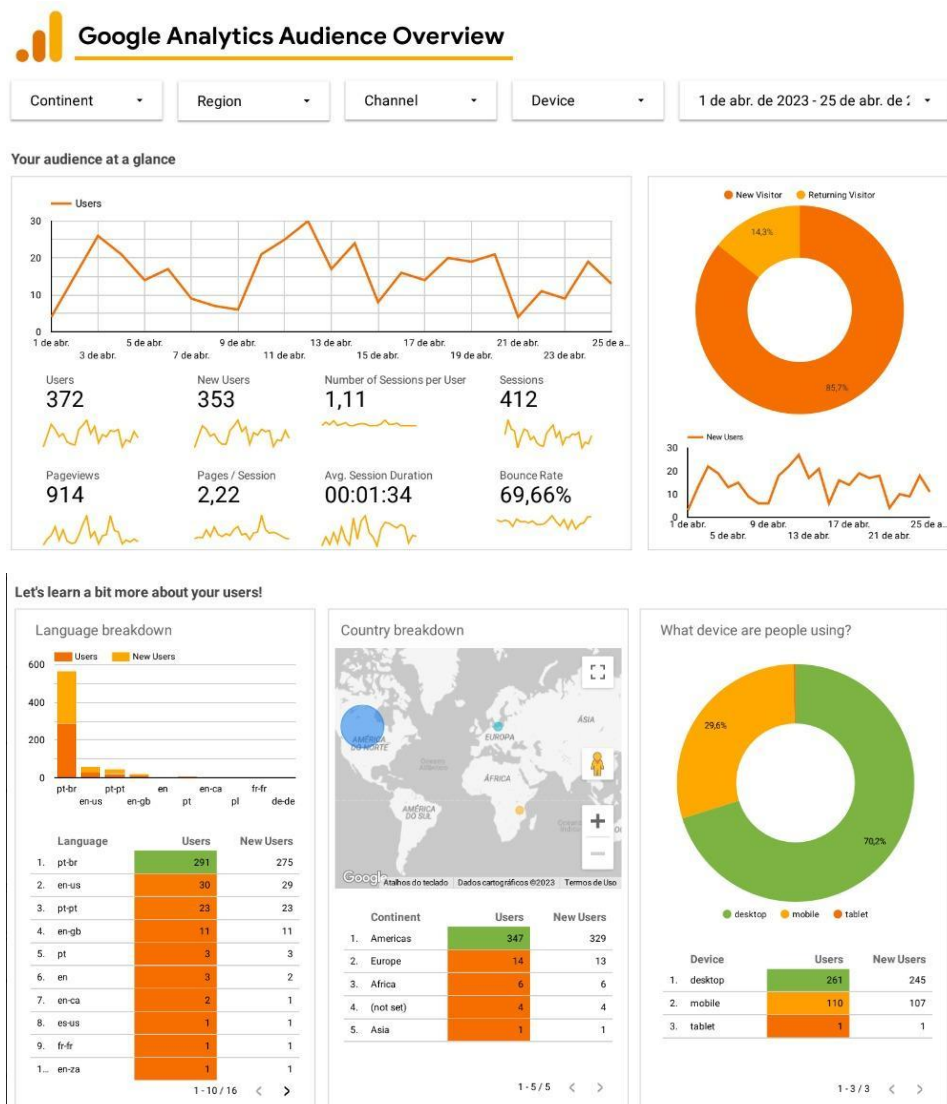 Google Analytics Audience Overview
Continent
Region
Channel
Device
1 de abr. de 2023 - 25 de abr. de
Your audience at a glance
Users
30
20
10
0
1 de abr.
3 de abr.
5 de abr.
7 de abr.
9 de abr.
11 de abr.
13 de abr.
15 de abr.
17 de abr.
19 de abr.
21 de abr.
23 de abr.
25 de a...
Users
372
New Users
353
Number of Sessions per User
1,11
Sessions
412
Pageviews
914
Pages / Session
2,22
Avg. Session Duration
00:01:34
Bounce Rate
69,66%
New Visitor
Returning Visitor
14,3%
85,7%
New Users
30
20
10
0
1 de abr.
5 de abr.
9 de abr.
13 de abr.
17 de abr.
21 de abr.
25 de a...
Let's learn a bit more about your users!
Language breakdown
Users
New Users
600
400
200
0
pt-br
en-us
pt-pt
en-gb
en
pt
en-ca
pl
fr-fr
de-de
Language Users New Users
1. pt-br 291 275
2. en-us 30 29
3. pt-pt 23 23
4. en-gb 11 11
5. pt 3 3
6. en 3 2
7. en-ca 2 1
8. es-us 1 1
9. fr-fr 1 1
1... en-za 1 1
1 - 10 / 16
Country breakdown
AMÉRICA
DO NORTE
EUROPA
ÁSIA
Oceano
Atlântico
ÁFRICA
AMÉRICA
DO SUL
Google
Atalhos do teclado
Dados cartográficos ©2023
Termos de Uso
Continent Users New Users
1. Americas 347 329
2. Europe 14 13
3. Africa 6 6
4. (not set) 4 4
5. Asia 1 1
1 - 5 / 5
What device are people using?
29,6%
70,2%
desktop
mobile
tablet
Device Users New Users
1. desktop 261 245
2. mobile 110 107
3. tablet 1 1
1 - 3 / 3